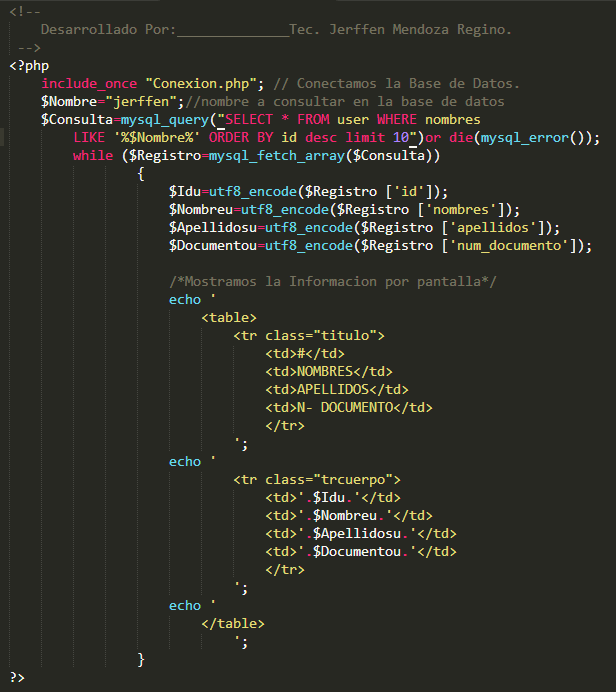 <!--
Desarrollado Por:______________Tec. Jerffen Mendoza Regino.
-->
<?php
include_once "Conexion.php"; // Conectamos la Base de Datos.
$Nombre="jerffen";//nombre a consultar en la base de datos
$Consulta=mysql_query("SELECT * FROM user WHERE nombres
LIKE '%$Nombre%' ORDER BY id desc limit 10")or die(mysql_error());
while ($Registro=mysql_fetch_array($Consulta))
{
$Idu=utf8_encode($Registro ['id']);
$Nombreu=utf8_encode($Registro ['nombres']);
$Apellidosu=utf8_encode($Registro ['apellidos']);
$Documentou=utf8_encode($Registro ['num_documento']);
/*Mostramos la Informacion por pantalla*/
echo '
<table>
<tr class="titulo">
<td>#</td>
<td>NOMBRES</td>
<td>APELLIDOS</td>
<td>N- DOCUMENTO</td>
</tr>
';
echo '
<tr class="trcuerpo">
<td>'.$Idu.'</td>
<td>'.$Nombreu.'</td>
<td>'.$Apellidosu.'</td>
<td>'.$Documentou.'</td>
</tr>
';
echo '
</table>
';
}
?>